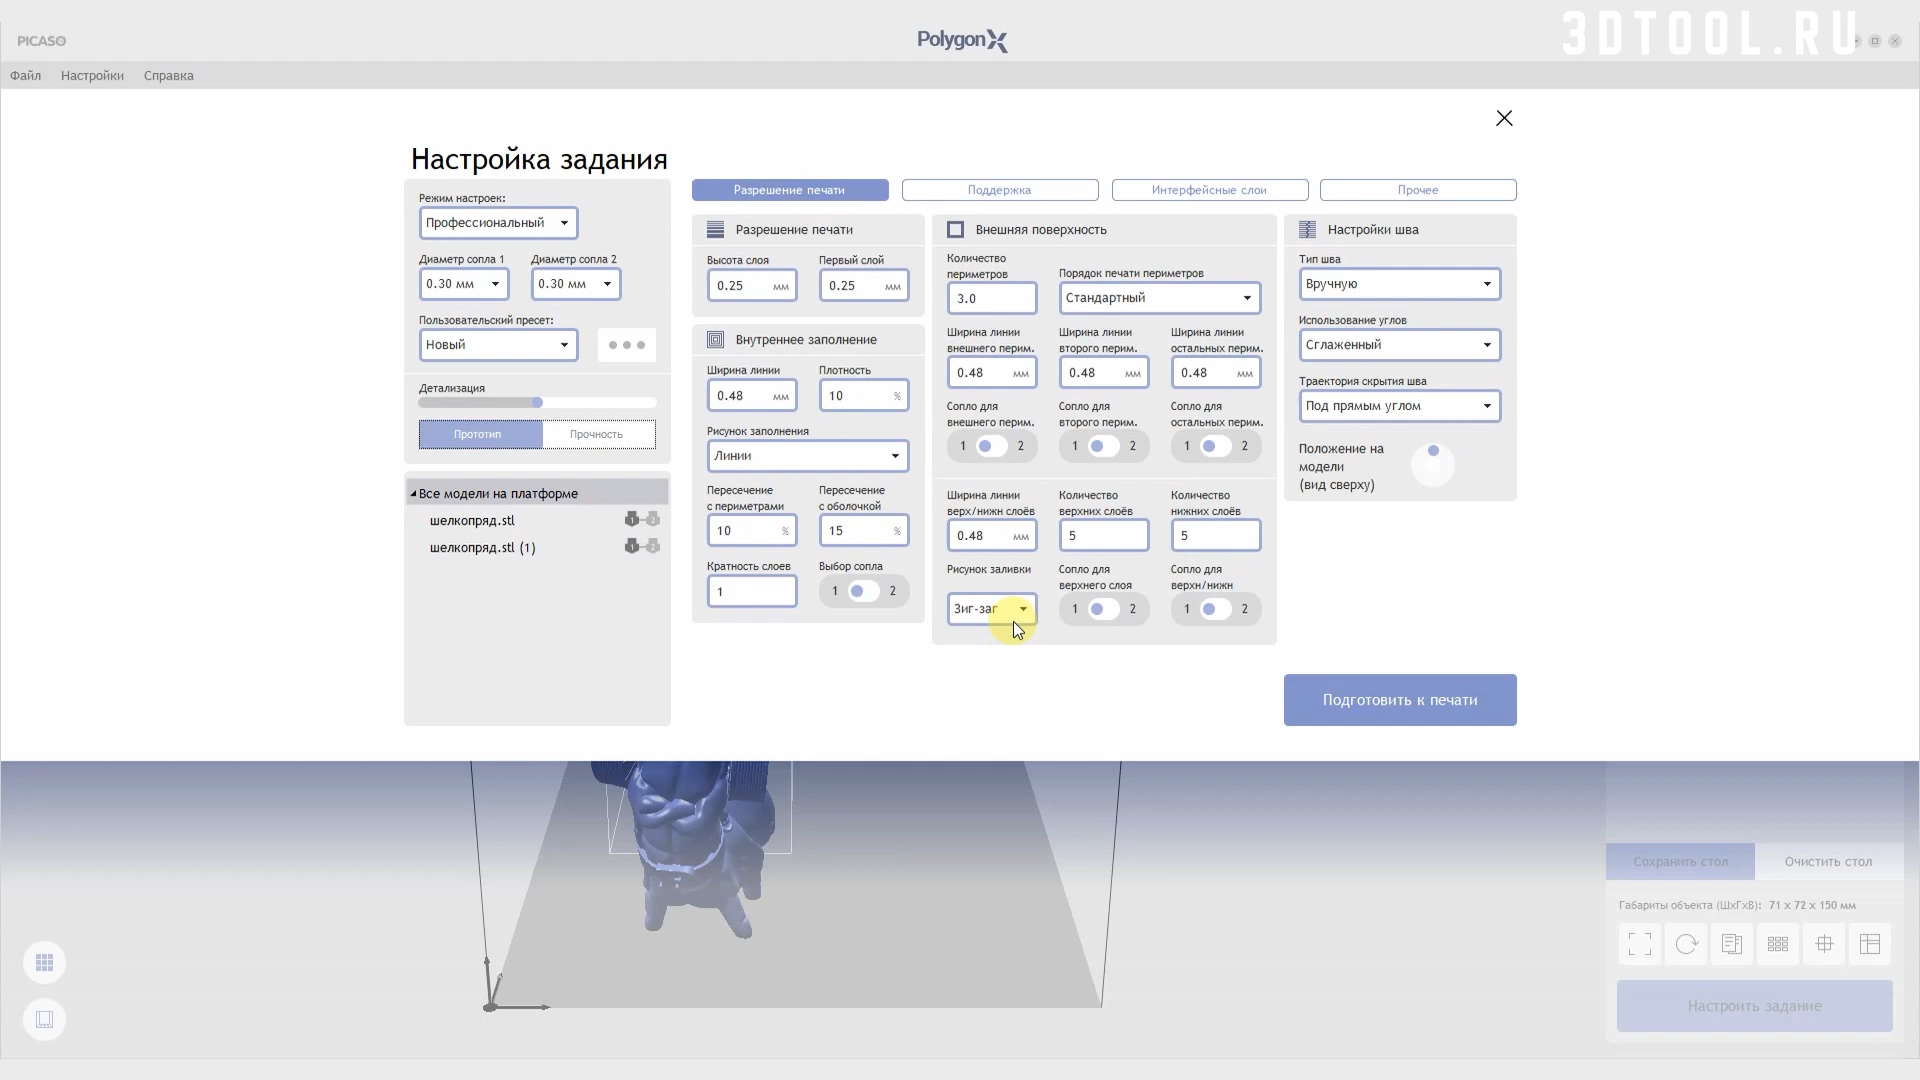 3DTOOL.RU
PICASO
PolygonX
Файл Настройки Справка
Настройка задания
Режим настроек:
Профессиональный
Диаметр сопла 1 Диаметр сопла 2
0.30 мм 0.30 мм
Пользовательский пресет:
Новый
Детализация
Прототип Прочность
Все модели на платформе
шелкопряд.stl
1 2
шелкопряд.stl (1)
1 2
Разрешение печати Поддержка Интерфейсные слои Прочее
Разрешение печати
Высота слоя Первый слой
0.25 мм 0.25 мм
Внутреннее заполнение
Ширина линии Плотность
0.48 мм 10 %
Рисунок заполнения
Линии
Пересечение
с периметрами
Пересечение
с оболочкой
10 % 15 %
Кратность слоев Выбор сопла
1 1 2
Внешняя поверхность
Количество
периметров
Порядок печати периметров
3.0 Стандартный
Ширина линии
внешнего перим.
Ширина линии
второго перим.
Ширина линии
остальных перим.
0.48 мм 0.48 мм 0.48 мм
Сопло для
внешнего перим.
Сопло для
второго перим.
Сопло для
остальных перим.
1 2 1 2 1 2
Ширина линии
верх/нижн слоёв
Количество
верхних слоёв
Количество
нижних слоёв
0.48 мм 5 5
Рисунок заливки
Сопло для
верхнего слоя
Сопло для
верхн/нижн
Зиг-заг 1 2 1 2
Настройки шва
Тип шва
Вручную
Использование углов
Сглаженный
Траектория скрытия шва
Под прямым углом
Положение на
модели
(вид сверху)
Подготовить к печати
Сохранить стол Очистить стол
Габариты объекта (ШхГхВ): 71 x 72 x 150 мм
Настроить задание